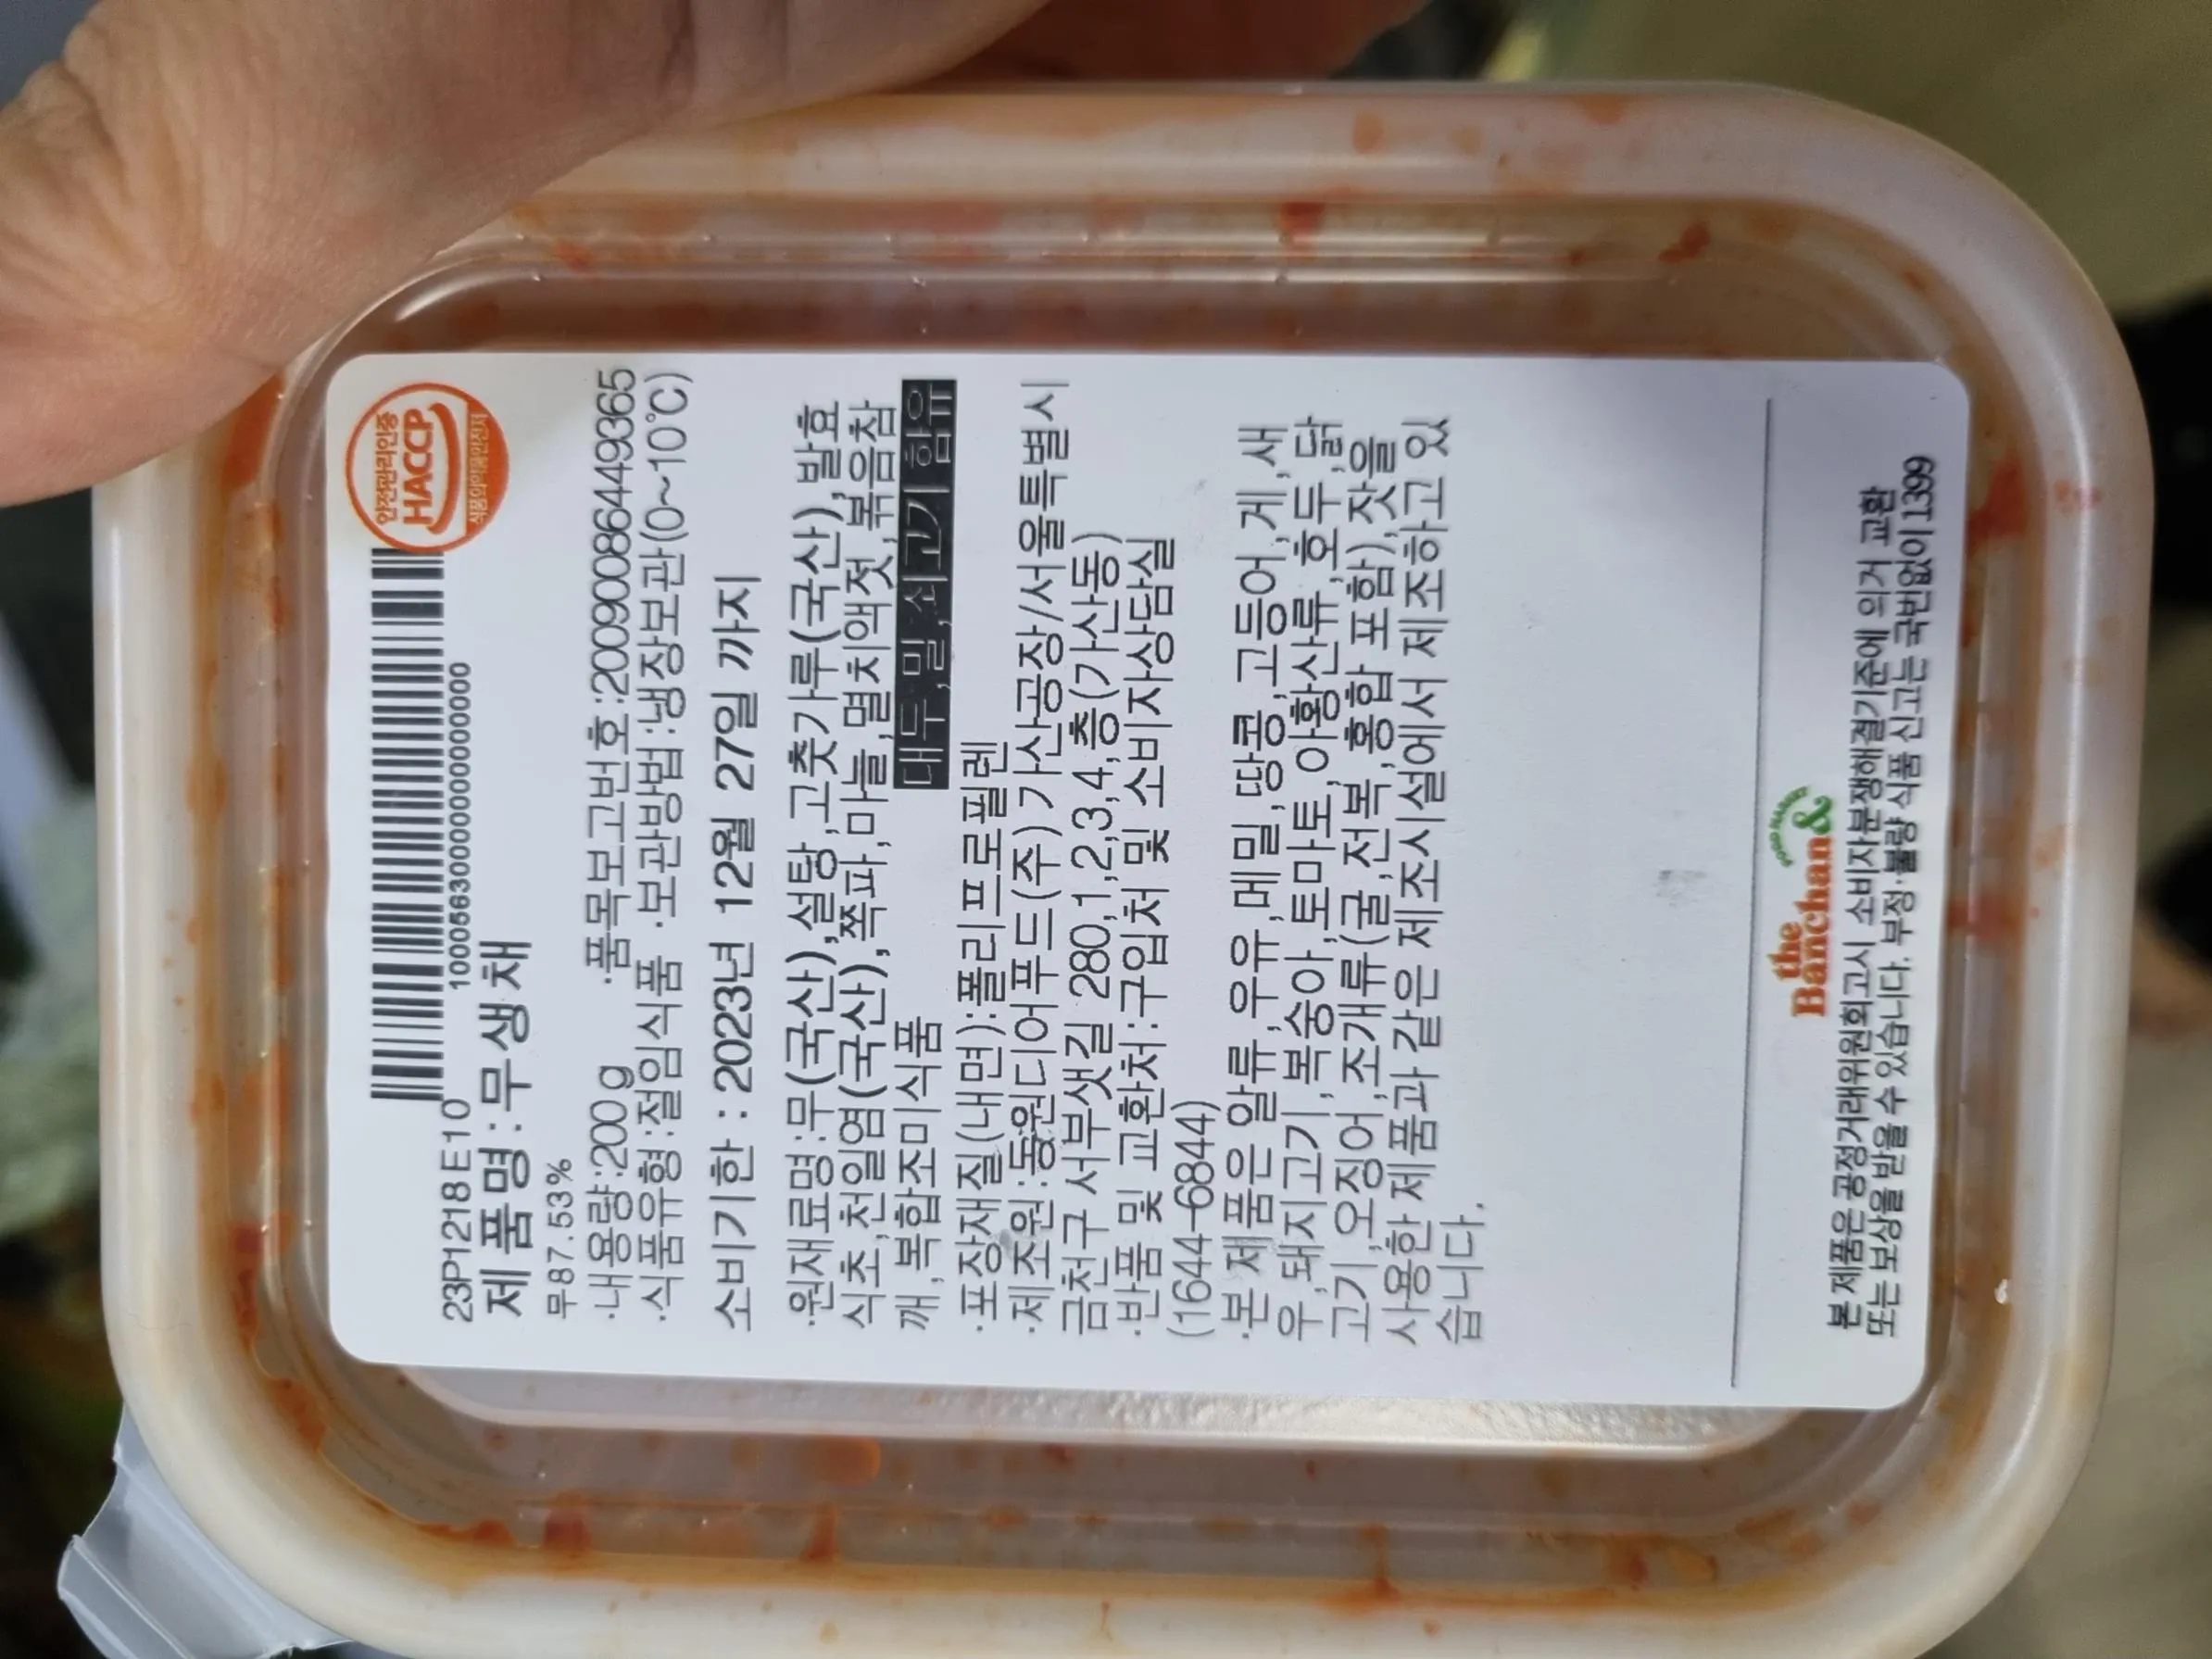 안전관리인증
HACCP
식품의약품안전처
23P1218E10 1000563000000000000000
제품명:무생채
무87.53%
·내용량:200g ·품목보고번호:20090086449365
·식품유형:절임식품 ·보관방법:냉장보관(0~10℃)
소비기한 : 2023년 12월 27일 까지
·원재료명:무(국산),설탕,고춧가루(국산),발효
식초,천일염(국산),쪽파,마늘,멸치액젓,볶음참
깨,복합조미식품 대두,밀,쇠고기 함유
·포장재질(내면):폴리프로필렌
·제조원:동원디어푸드(주)가산공장/서울특별시
금천구 서부샛길 280,1,2,3,4,층(가산동)
·반품 및 교환처:구입처 및 소비자상담실
(1644-6844)
·본 제품은 알류,우유,메밀,땅콩,고등어,게,새
우,돼지고기,복숭아,토마토,아황산류,호두,닭
고기,오징어,조개류(굴,전복,홍합 포함),잣을
사용한 제품과 같은 제조시설에서 제조하고 있
습니다.
the
Banchan&
본 제품은 공정거래위원회고시 소비자분쟁해결기준에 의거 교환
또는 보상을 받을 수 있습니다. 부정·불량 식품 신고는 국번없이 1399